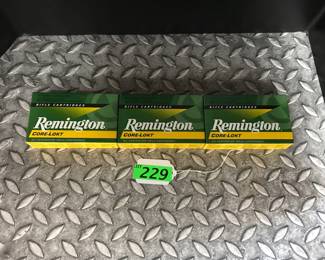 RIFLE CARTRIDGES
Remington
CORE-LOKT
RIFLE CARTRIDGES
Remington
CORE-LOKT
RIFLE CARTRIDGES
Remington
CORE-LOKT
229